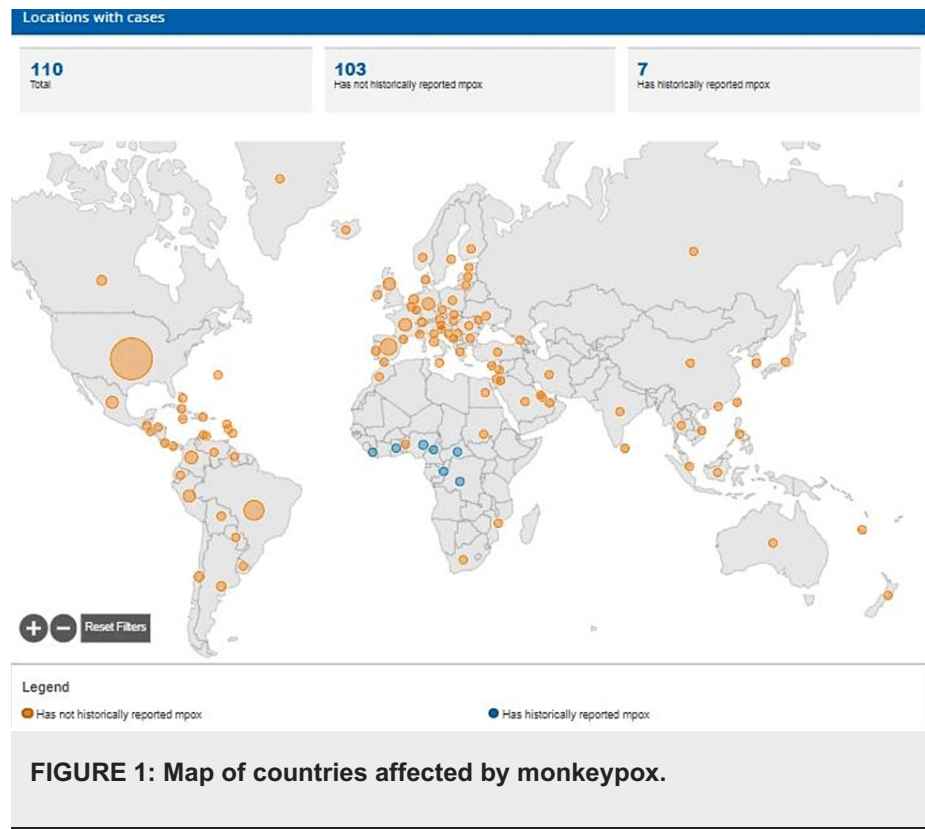 Locations with cases
110
Total
103
Has not historically reported mpox
7
Has historically reported mpox
Reset Filters
Legend
Has not historically reported mpox
Has historically reported mpox
FIGURE 1: Map of countries affected by monkeypox.